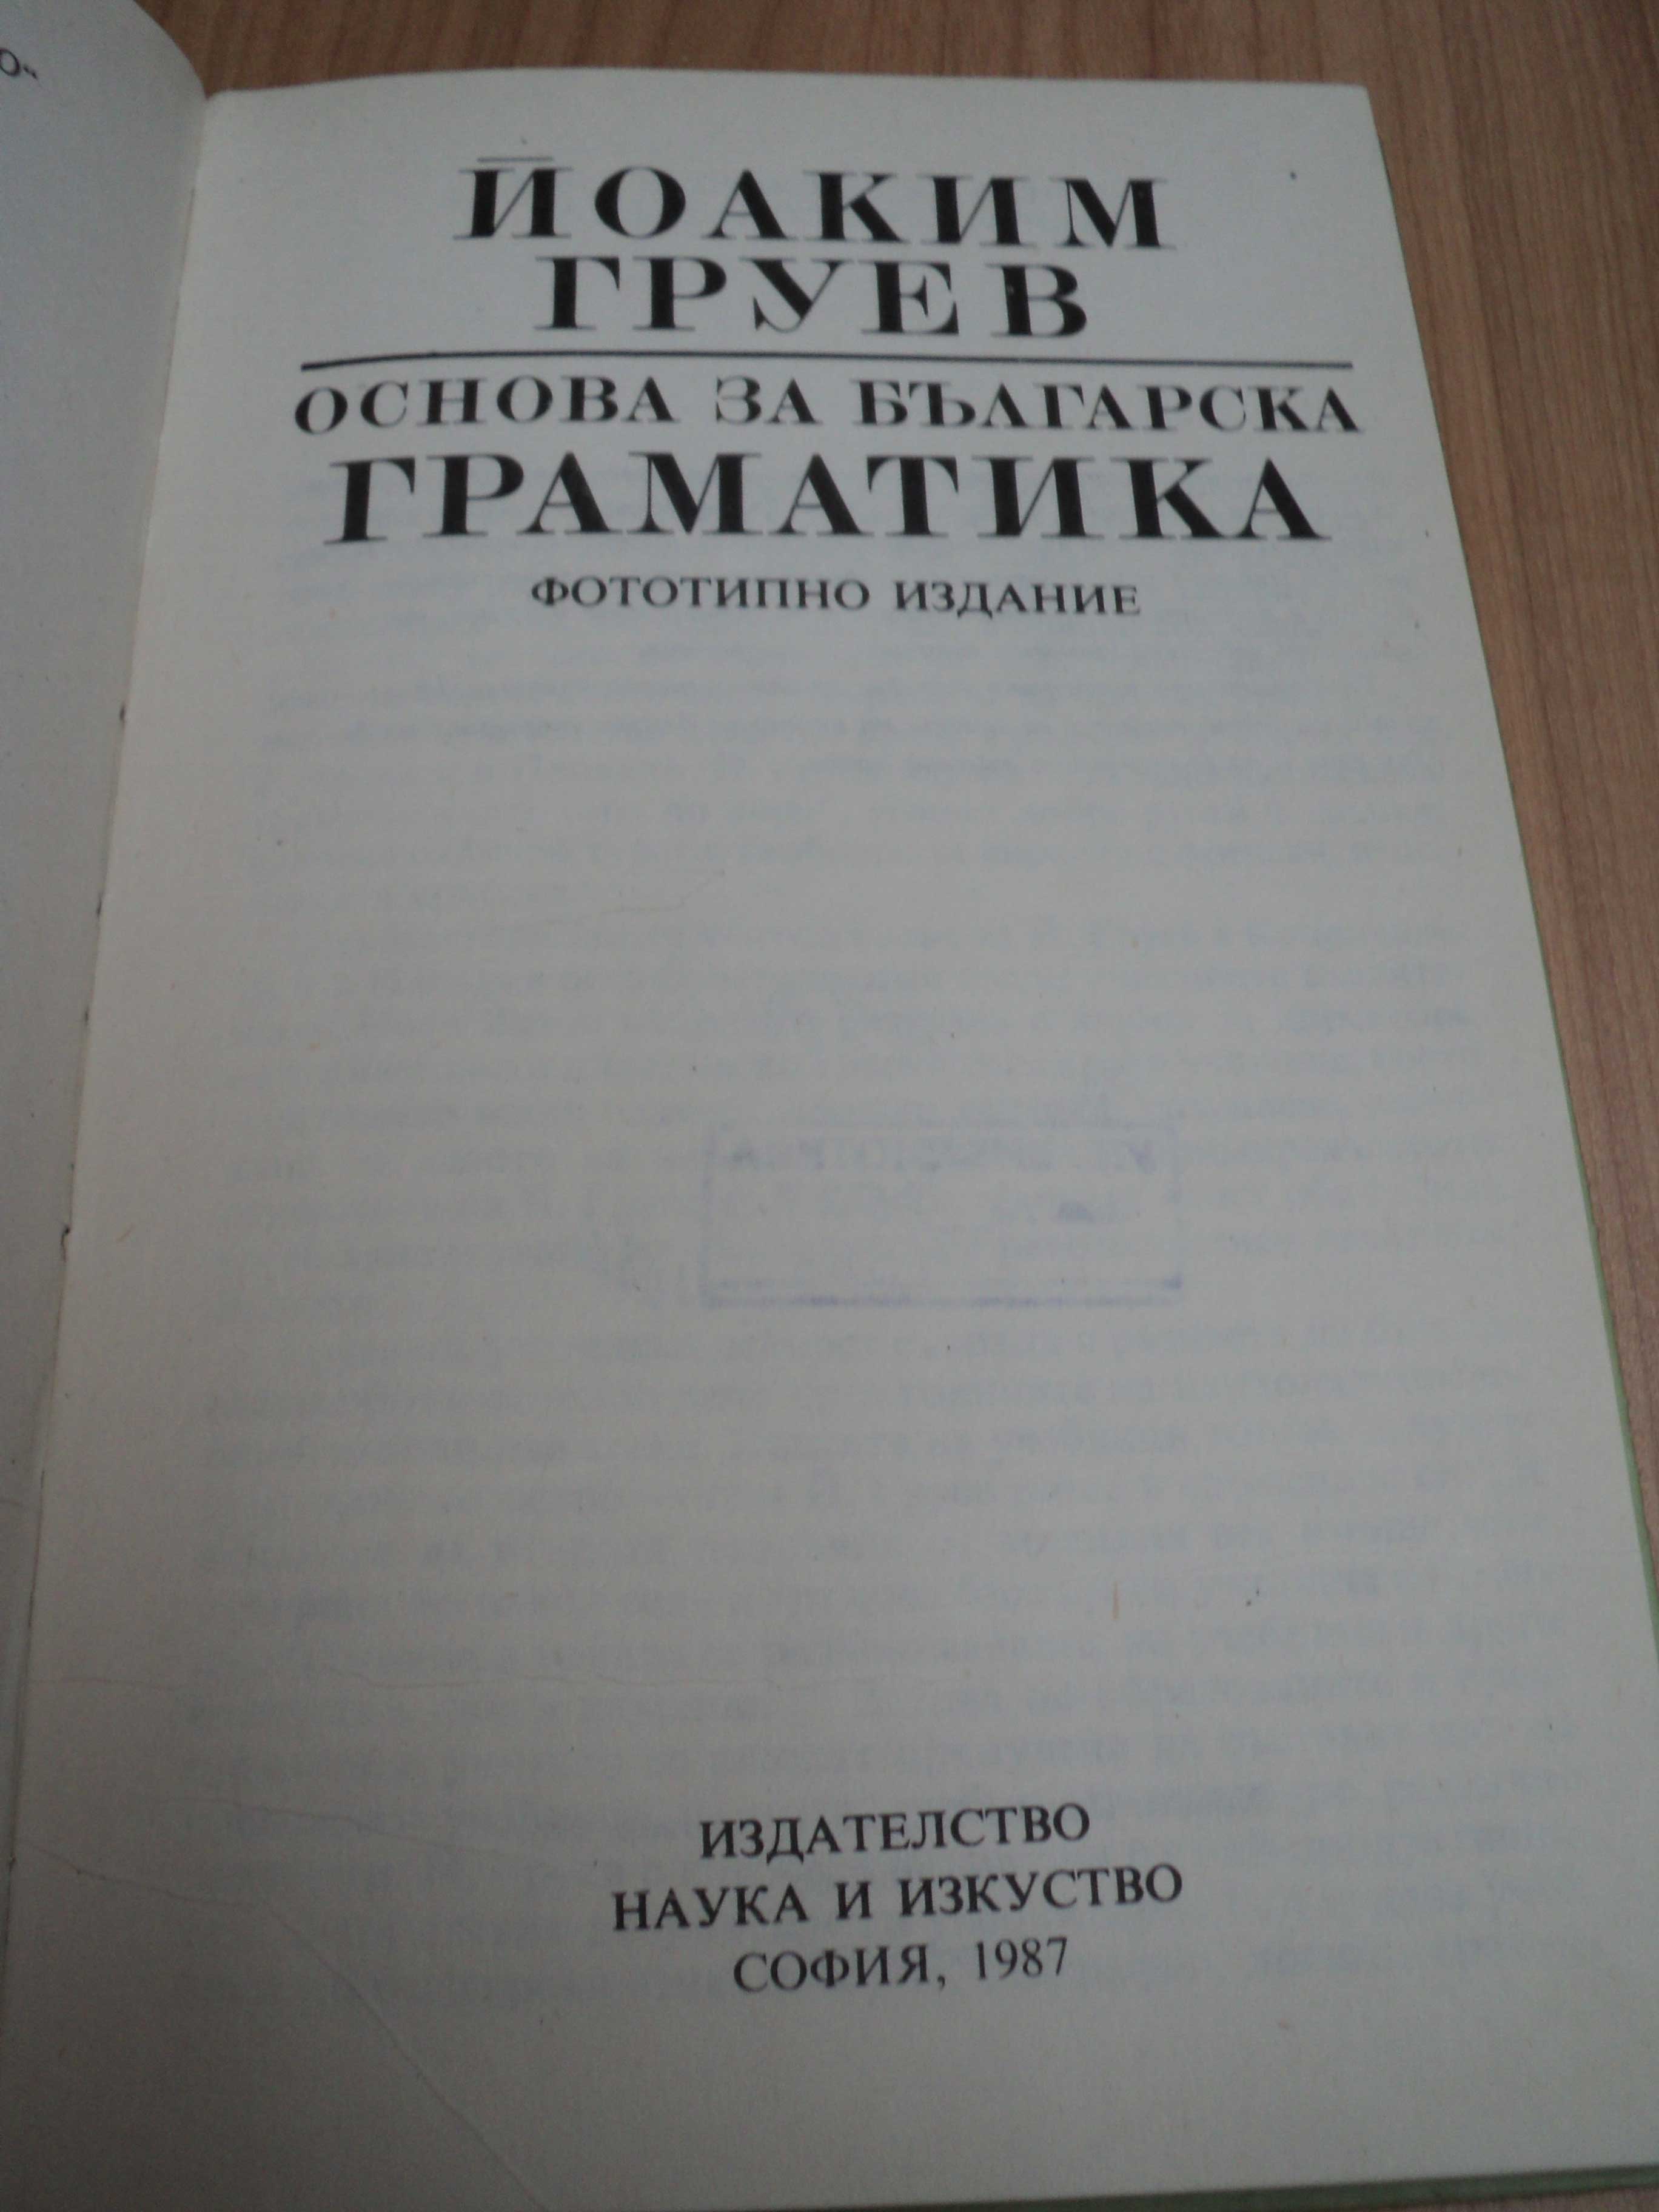 ЙОАКИМ
ГРУЕВ
ОСНОВА ЗА БЪЛГАРСКА
ГРАМАТИКА
ФОТОТИПНО ИЗДАНИЕ
ИЗДАТЕЛСТВО
НАУКА И ИЗКУСТВО
СОФИЯ, 1987